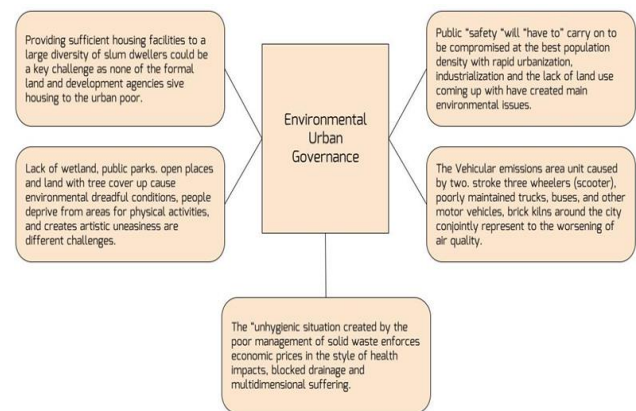 Providing sufficient housing facilities to a
large diversity of slum dwellers could be
a key challenge as none of the formal
land and development agencies sive
housing to the urban poor.
Lack of wetland, public parks. open places
and land with tree cover up cause
environmental dreadful conditions, people
deprive from areas for physical activities,
and creates artistic uneasiness are
different challenges.
Environmental
Urban
Governance
Public "safety "will "have to" carry on to
be compromised at the best population
density with rapid urbanization,
industrialization and the lack of land use
coming up with have created main
environmental issues.
The Vehicular emissions area unit caused
by two. stroke three wheelers (scooter),
poorly maintained trucks, buses, and other
motor vehicles, brick kilns around the city
conjointly represent to the worsening of
air quality.
The "unhygienic situation created by the
poor management of solid waste enforces
economic prices in the style of health
impacts, blocked drainage and
multidimensional suffering.